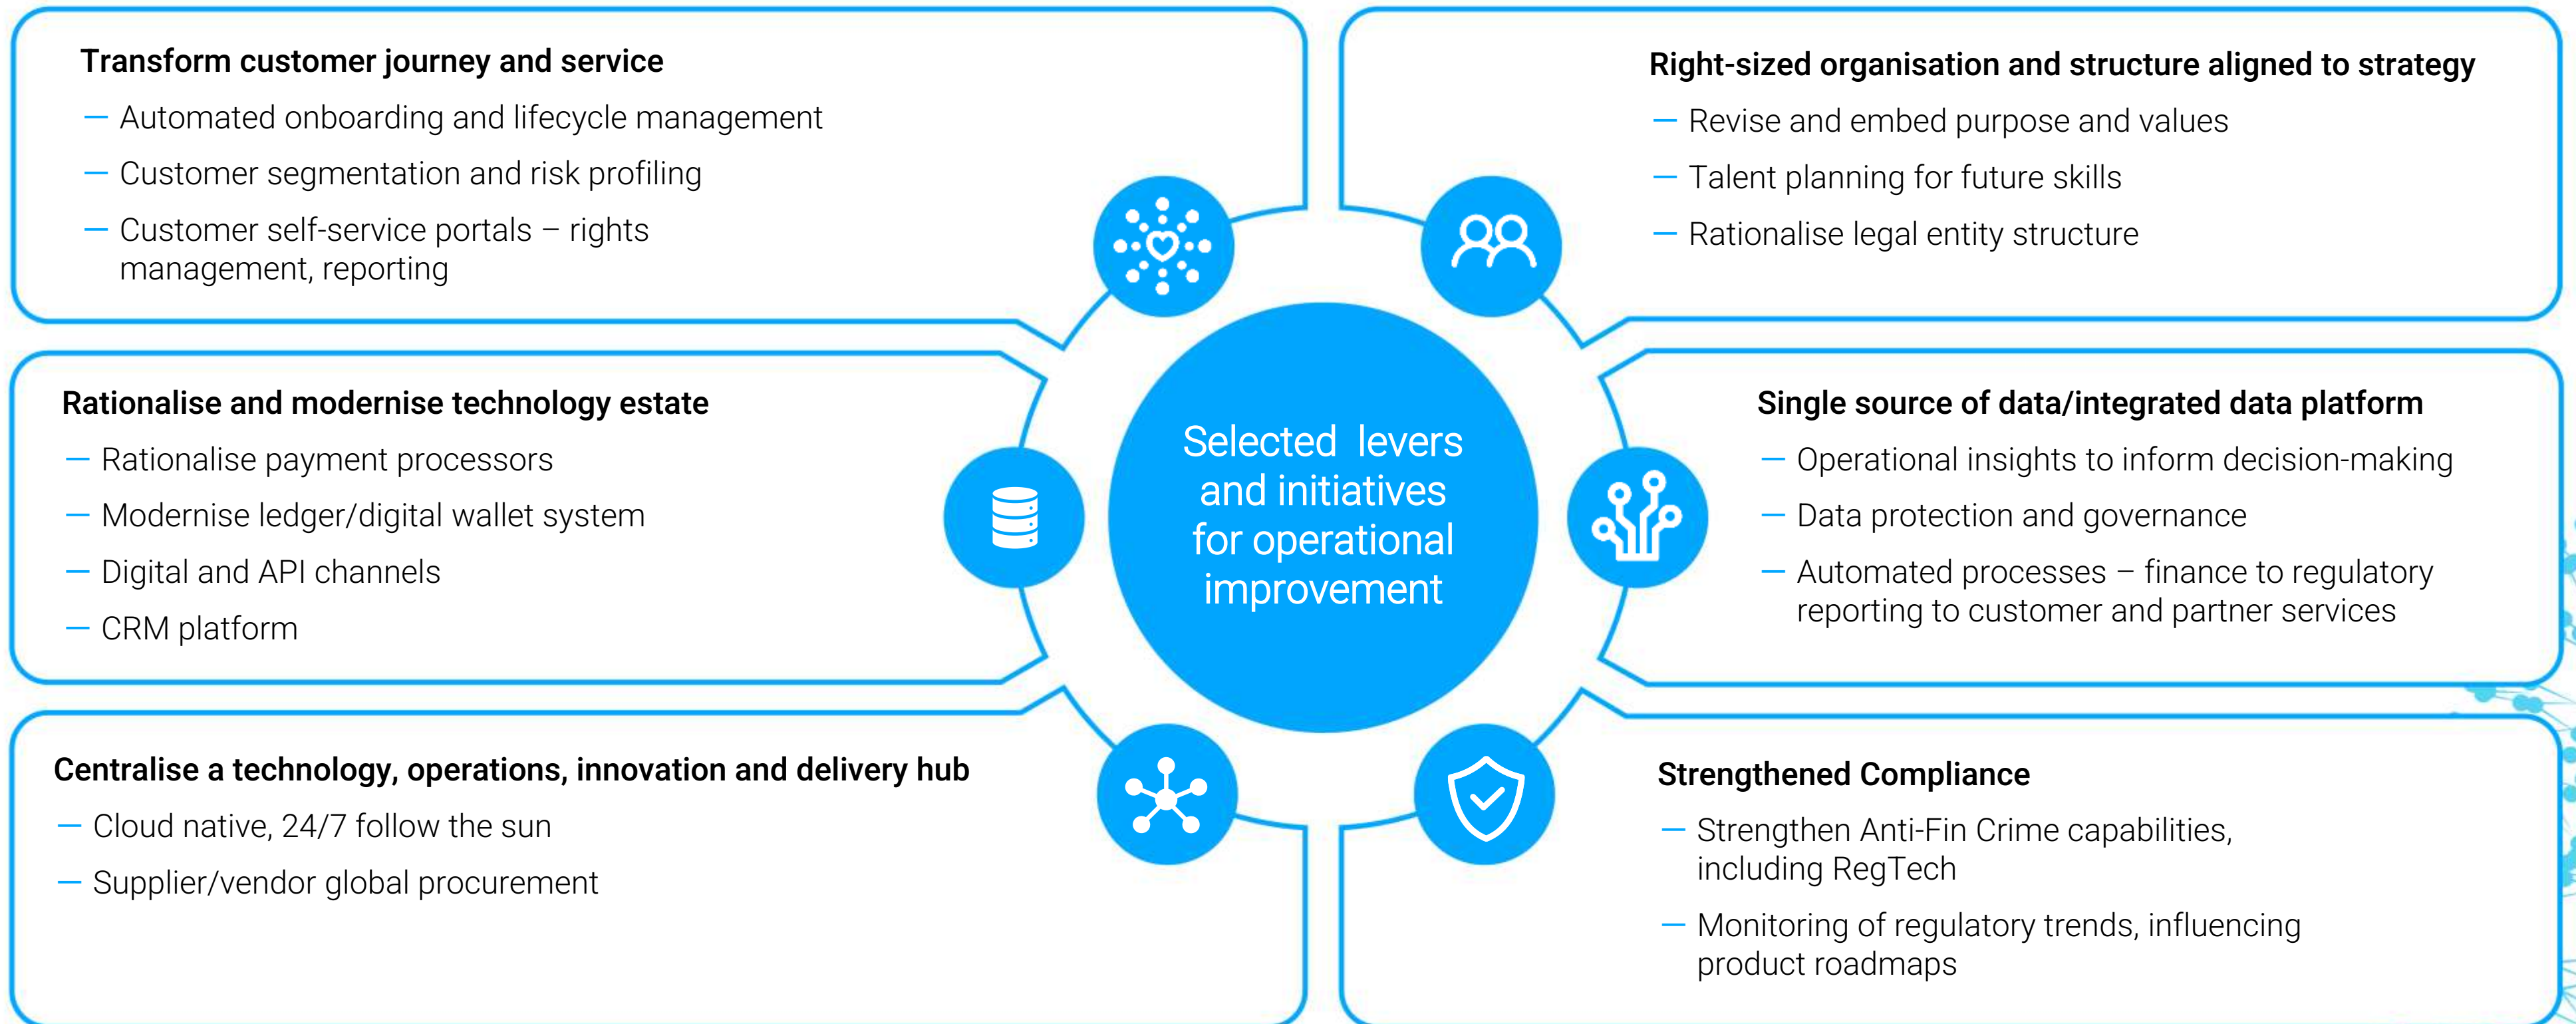 Transform customer journey and service
— Automated onboarding and lifecycle management
— Customer segmentation and risk profiling
— Customer self-service portals – rights
management, reporting
Right-sized organisation and structure aligned to strategy
— Revise and embed purpose and values
— Talent planning for future skills
— Rationalise legal entity structure
Rationalise and modernise technology estate
— Rationalise payment processors
— Modernise ledger/digital wallet system
— Digital and API channels
— CRM platform
Selected levers
and initiatives
for operational
improvement
Single source of data/integrated data platform
— Operational insights to inform decision-making
— Data protection and governance
— Automated processes – finance to regulatory
reporting to customer and partner services
Centralise a technology, operations, innovation and delivery hub
— Cloud native, 24/7 follow the sun
— Supplier/vendor global procurement
Strengthened Compliance
— Strengthen Anti-Fin Crime capabilities,
including RegTech
— Monitoring of regulatory trends, influencing
product roadmaps